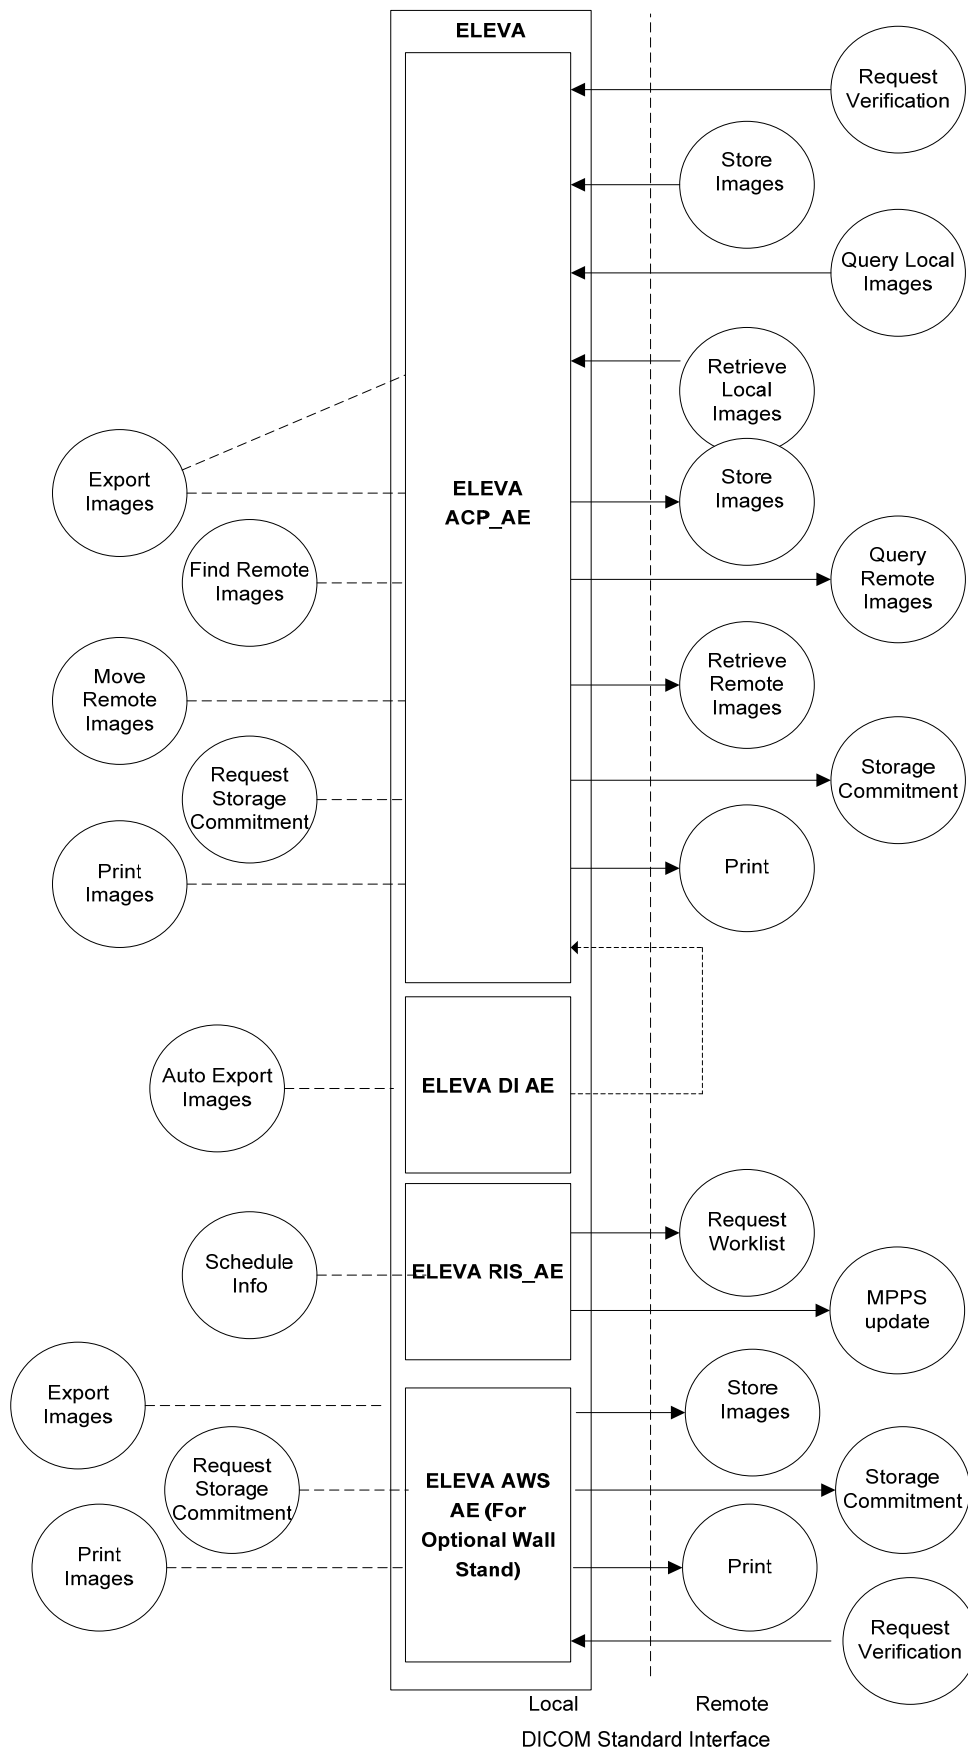 ELEVA
Request
Verification
Store
Images
Query Local
Images
Retrieve
Local
Images
Export
Images
ELEVA
ACP_AE
Store
Images
Find Remote
Images
Query
Remote
Images
Move
Remote
Images
Retrieve
Remote
Images
Request
Storage
Commitment
Storage
Commitment
Print
Images
Print
Auto Export
Images
ELEVA DI AE
Schedule
Info
ELEVA RIS_AE
Request
Worklist
MPPS
update
Export
Images
Store
Images
Request
Storage
Commitment
ELEVA AWS
AE (For
Optional Wall
Stand)
Storage
Commitment
Print
Images
Print
Request
Verification
Local
Remote
DICOM Standard Interface